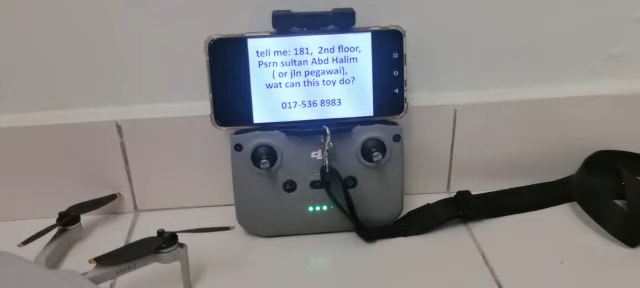 tell me: 181, 2nd floor,
Psrn sultan Abd Halim
( or jln pegawai),
wat can this toy do?
017-536 8983